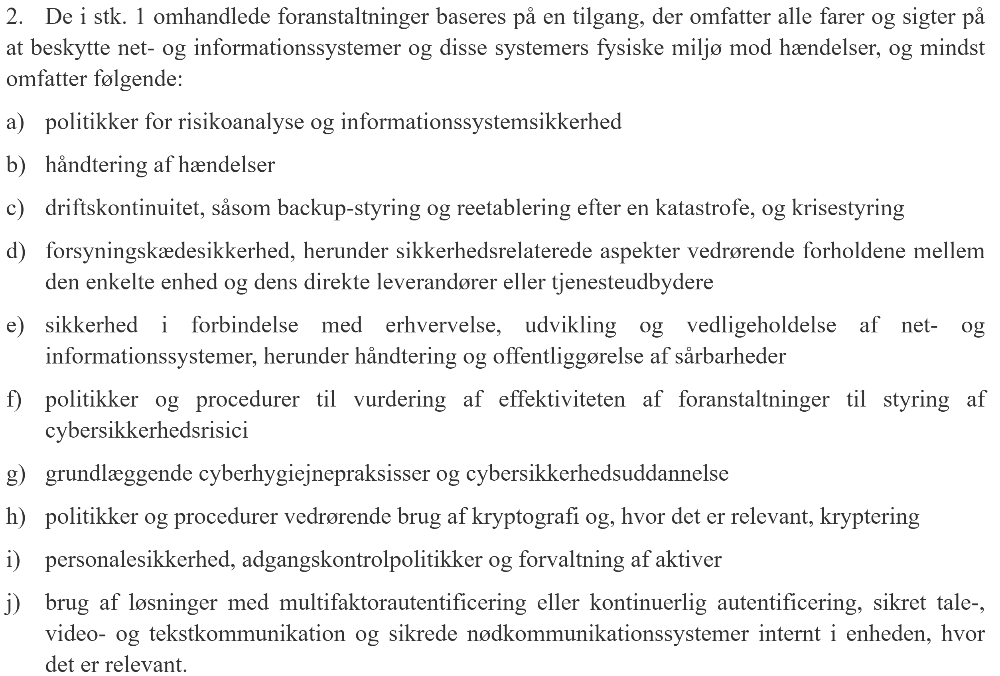 2. De i stk. 1 omhandlede foranstaltninger baseres på en tilgang, der omfatter alle farer og sigter på
at beskytte net- og informationssystemer og disse systemers fysiske miljø mod hændelser, og mindst
omfatter følgende:
a) politikker for risikoanalyse og informationssystemsikkerhed
b) håndtering af hændelser
c) driftskontinuitet, såsom backup-styring og reetablering efter en katastrofe, og krisestyring
d) forsyningskædesikkerhed, herunder sikkerhedsrelaterede aspekter vedrørende forholdene mellem
den enkelte enhed og dens direkte leverandører eller tjenesteudbydere
e) sikkerhed i forbindelse med erhvervelse, udvikling og vedligeholdelse af net- og
informationssystemer, herunder håndtering og offentliggørelse af sårbarheder
f) politikker og procedurer til vurdering af effektiviteten af foranstaltninger til styring af
cybersikkerhedsrisici
g) grundlæggende cyberhygiejnepraksisser og cybersikkerhedsuddannelse
h) politikker og procedurer vedrørende brug af kryptografi og, hvor det er relevant, kryptering
i) personalesikkerhed, adgangskontrolpolitikker og forvaltning af aktiver
j) brug af løsninger med multifaktorautentificering eller kontinuerlig autentificering, sikret tale-,
video- og tekstkommunikation og sikrede nødkommunikationssystemer internt i enheden, hvor
det er relevant.